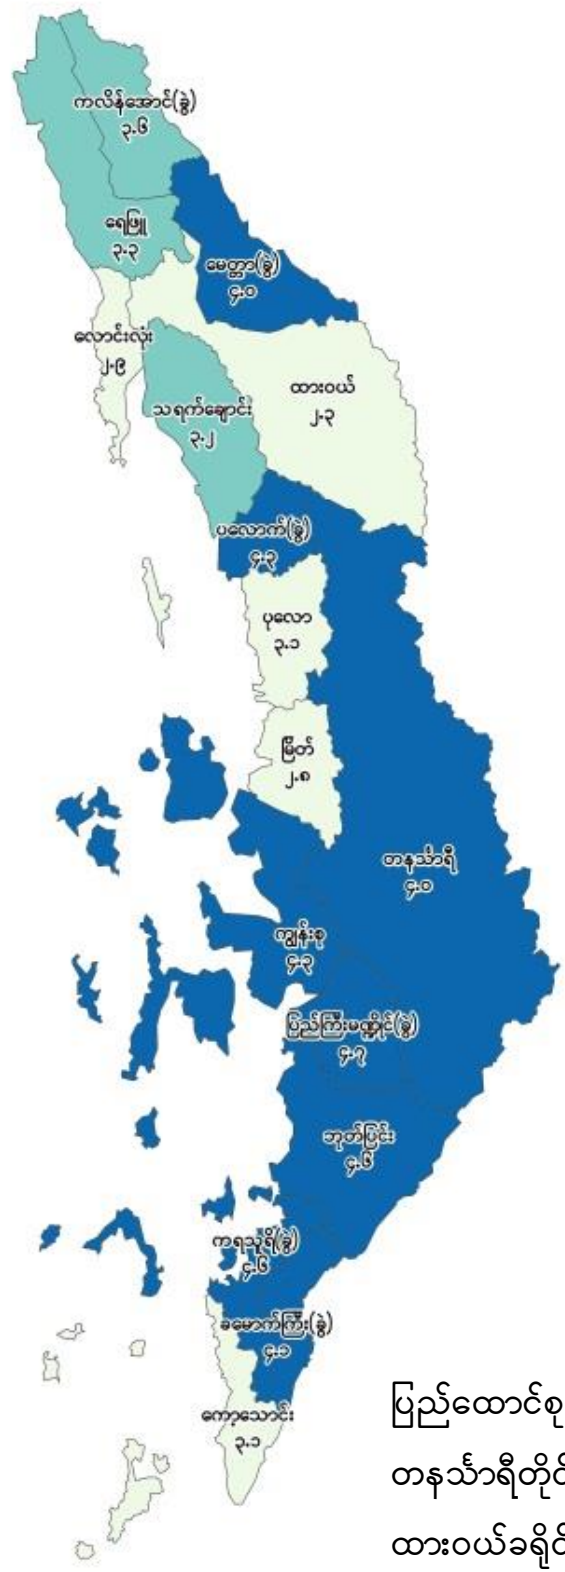 ကလိန်အောင်(ခွဲ)
၃.၆
ရေဖြူ
၃.၃
မေတ္တာ(ခွဲ)
၄.၀
လောင်းလုံး
၂.၉
ထားဝယ်
၂.၃
သရက်ချောင်း
၃.၂
ပလောက်(ခွဲ)
၄.၃
ပုလော
၃.၁
မြိတ်
၂.၈
တနင်္သာရီ
၄.၀
ကျွန်းစု
၄.၃
ပြည်ကြီးမဏ္ဍိုင်(ခွဲ)
၄.၇
ဘုတ်ပြင်း
၄.၆
ကရသူရိ(ခွဲ)
၄.၆
ခမောက်ကြီး(ခွဲ)
၄.၁
ကော့သောင်း
၃.၁
ပြည်ထောင်စု
တနင်္သာရီတိုင်
ထားဝယ်ခရိုင်